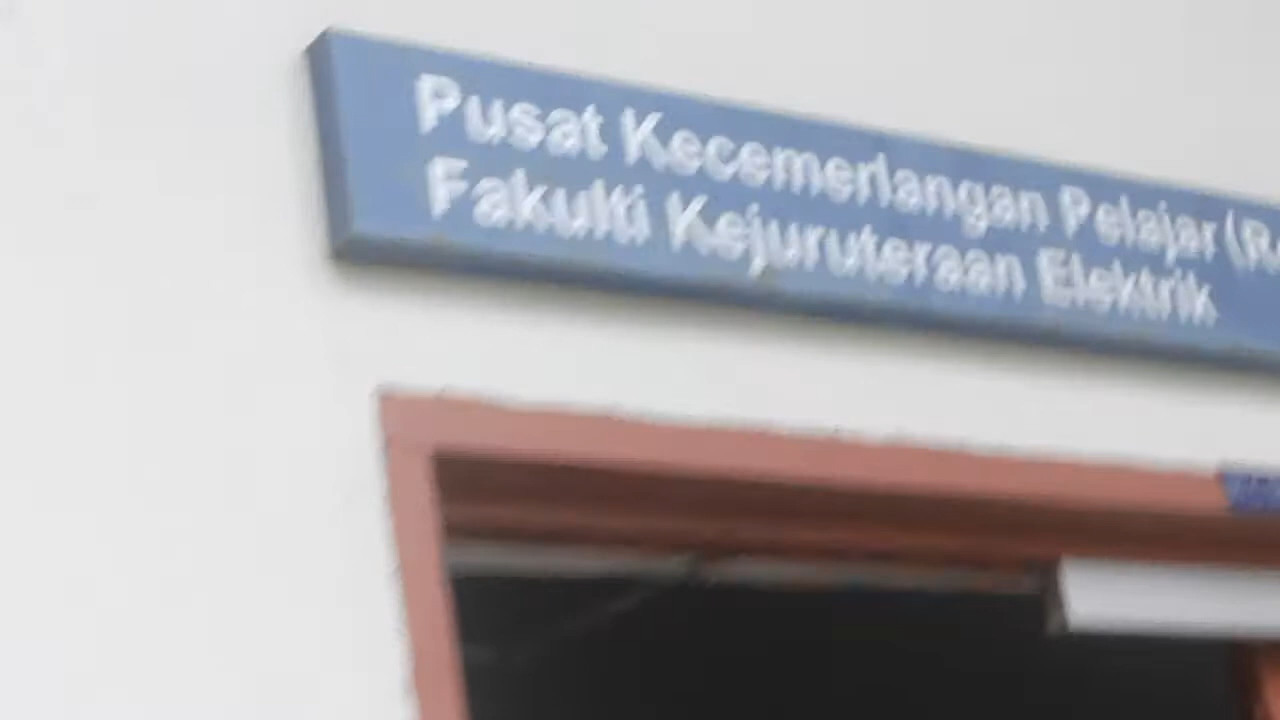 Pusat Kecemerlangan Pelajar
Fakulti Kejuruteraan Elektrik